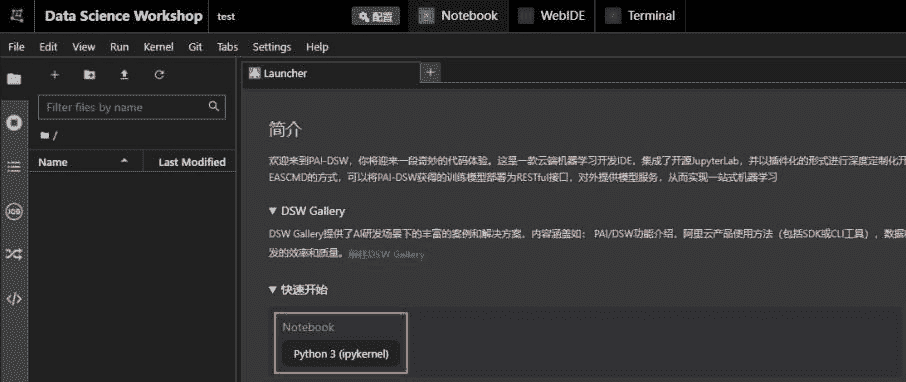 Data Science Workshop test 配置 Notebook WebIDE Terminal
File Edit View Run Kernel Git Tabs Settings Help
Launcher
Filter files by name
/
Name Last Modified
简介
欢迎来到PAI-DSW，你将迎来一段奇妙的代码体验。这是一款云端机器学习开发IDE，集成了开源JupyterLab，并以插件化的形式进行深度定制化开
EASCMD的方式，可以将PAI-DSW获得的训练模型部署为RESTful接口，对外提供模型服务，从而实现一站式机器学习
DSW Gallery
DSW Gallery提供了AI研发场景下的丰富的案例和解决方案，内容涵盖如： PAI/DSW功能介绍，阿里云产品使用方法（包括SDK或CLI工具），数据
发的效率和质量。前往DSW Gallery
快速开始
Notebook
Python 3 (ipykernel)